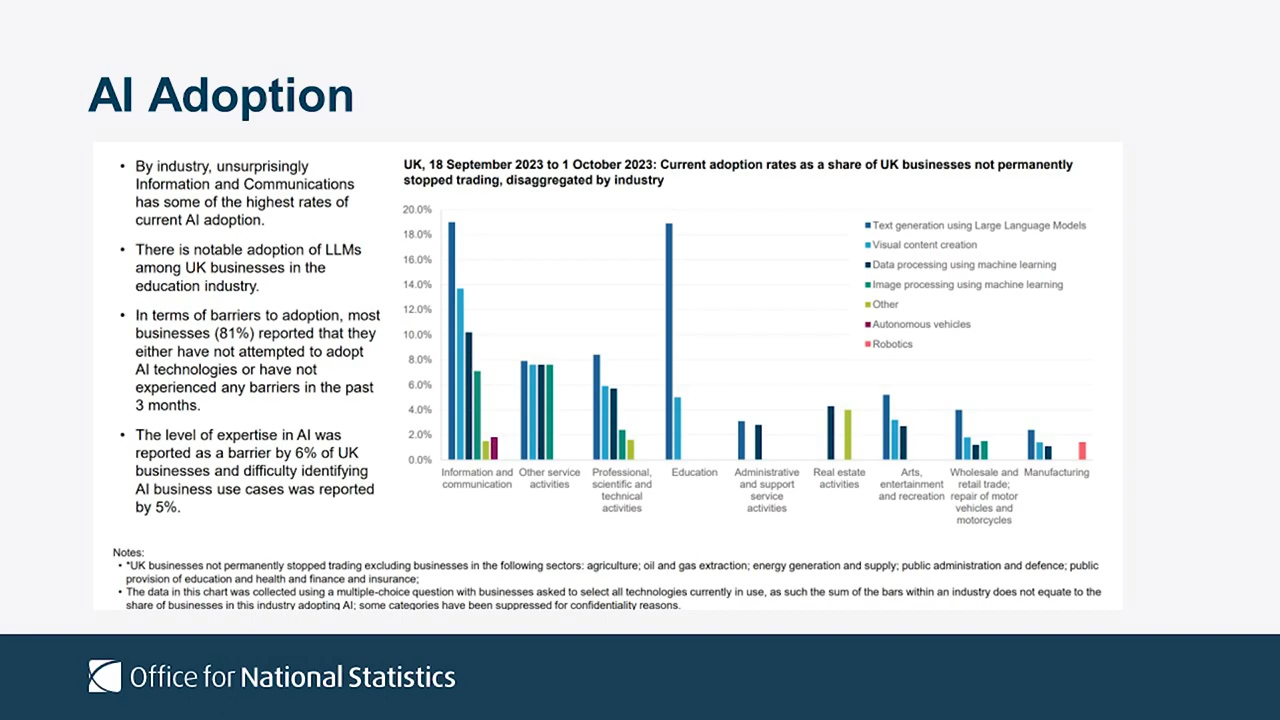 AI Adoption
• By industry, unsurprisingly
Information and Communications
has some of the highest rates of
current AI adoption.
• There is notable adoption of LLMs
among UK businesses in the
education industry.
• In terms of barriers to adoption, most
businesses (81%) reported that they
either have not attempted to adopt
AI technologies or have not
experienced any barriers in the past
3 months.
• The level of expertise in AI was
reported as a barrier by 6% of UK
businesses and difficulty identifying
AI business use cases was reported
by 5%.
UK, 18 September 2023 to 1 October 2023: Current adoption rates as a share of UK businesses not permanently
stopped trading, disaggregated by industry
20.0%
18.0%
16.0%
14.0%
12.0%
10.0%
8.0%
6.0%
4.0%
2.0%
0.0%
Text generation using Large Language Models
Visual content creation
Data processing using machine learning
Image processing using machine learning
Other
Autonomous vehicles
Robotics
Information and
communication
Other service
activities
Professional,
scientific and
technical
activities
Education
Administrative
and support
service
activities
Real estate
activities
Arts,
entertainment
and recreation
Wholesale and
retail trade;
repair of motor
vehicles and
motorcycles
Manufacturing
Notes:
• *UK businesses not permanently stopped trading excluding businesses in the following sectors: agriculture; oil and gas extraction; energy generation and supply; public administration and defence; public
provision of education and health and finance and insurance;
• The data in this chart was collected using a multiple-choice question with businesses asked to select all technologies currently in use, as such the sum of the bars within an industry does not equate to the
share of businesses in this industry adopting AI; some categories have been suppressed for confidentiality reasons.
Office for National Statistics